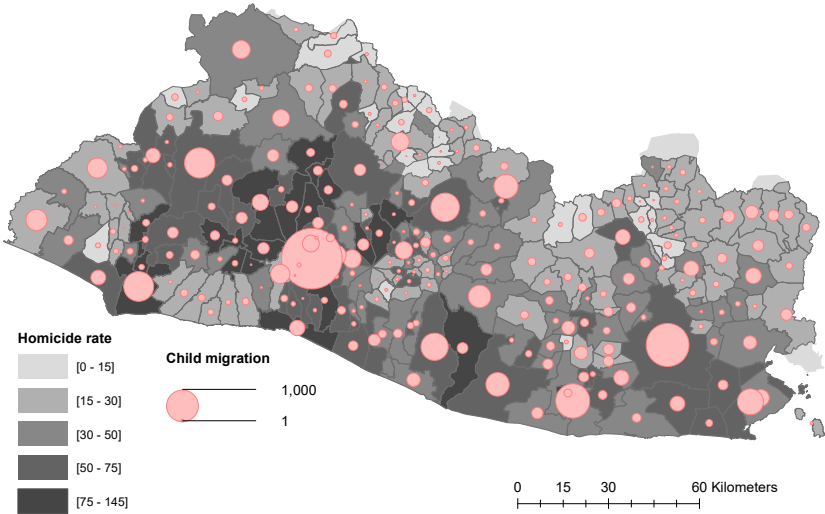 Homicide rate
[0 - 15]
[15 - 30]
[30 - 50]
[50 - 75]
[75 - 145]
Child migration
1,000
1
0 15 30 60 Kilometers